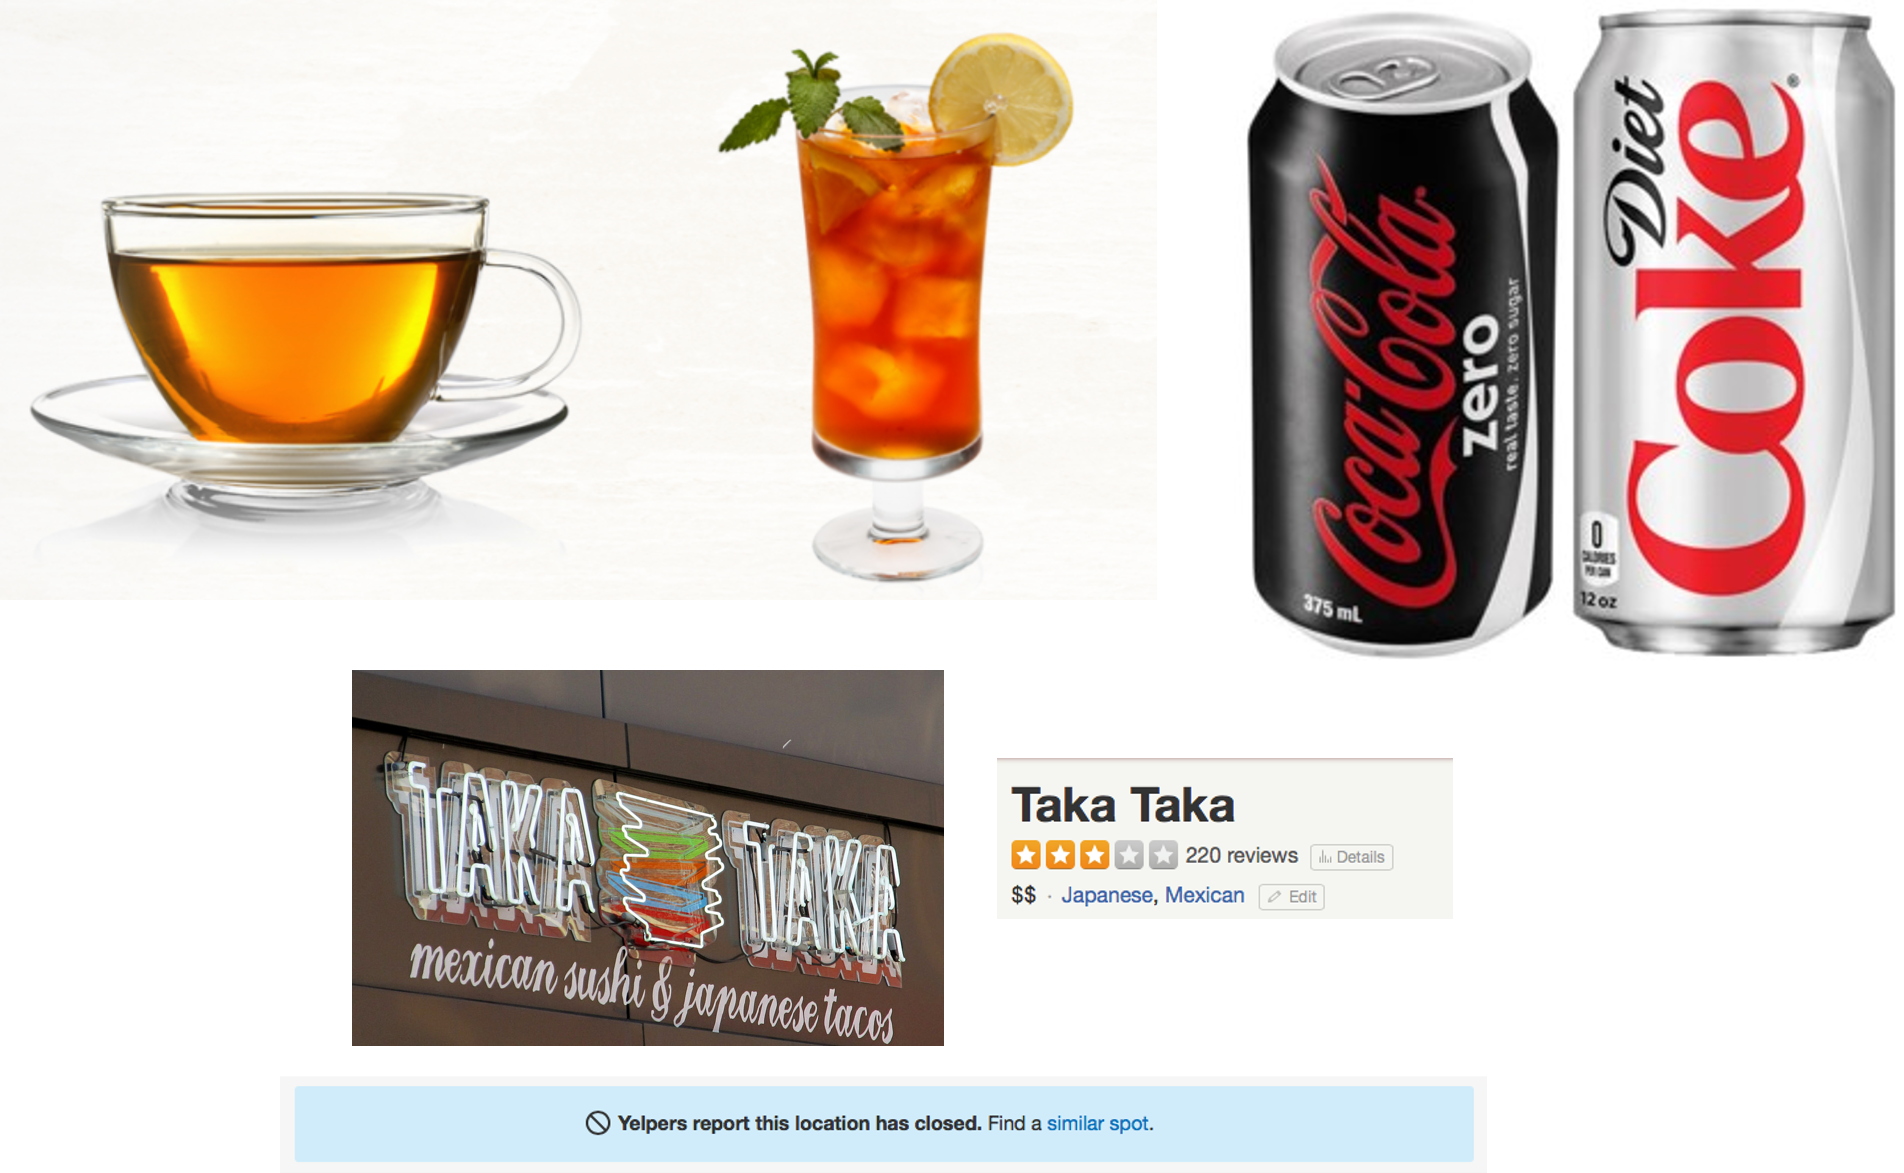 Coca-Cola
zero
real taste. zero sugar
375 mL
Diet
Coke®
0
CALORIES
PER CAN
12 oz
TAKA TAKA
mexican sushi & japanese tacos
Taka Taka
220 reviews Details
$$ · Japanese, Mexican Edit
Yelpers report this location has closed. Find a similar spot.